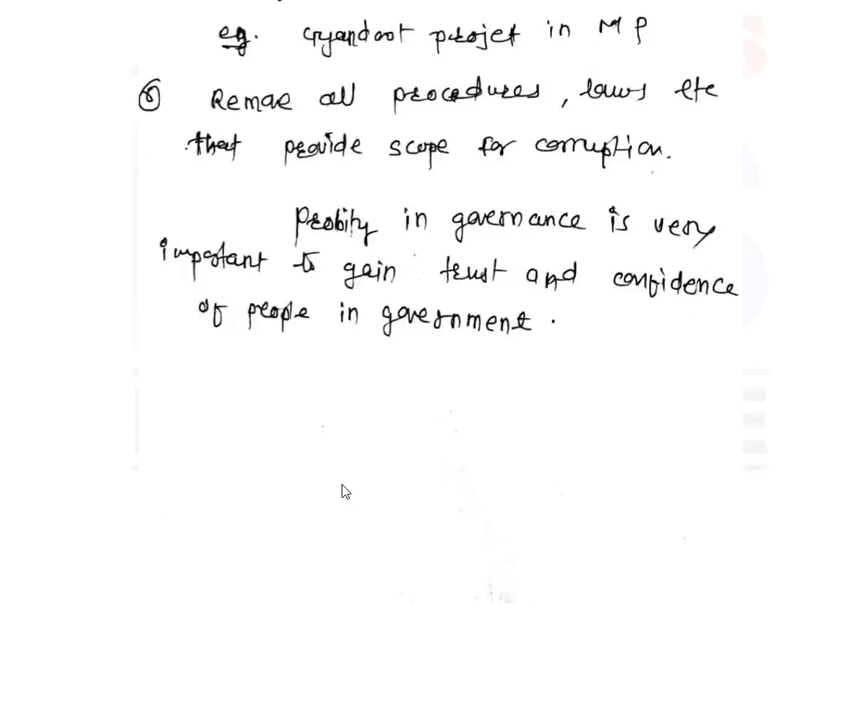 eg. Gyandoot project in MP
⑧ Remove all procedures, laws etc
that provide scope for corruption.
Probity in governance is very
important to gain trust and confidence
of people in government.